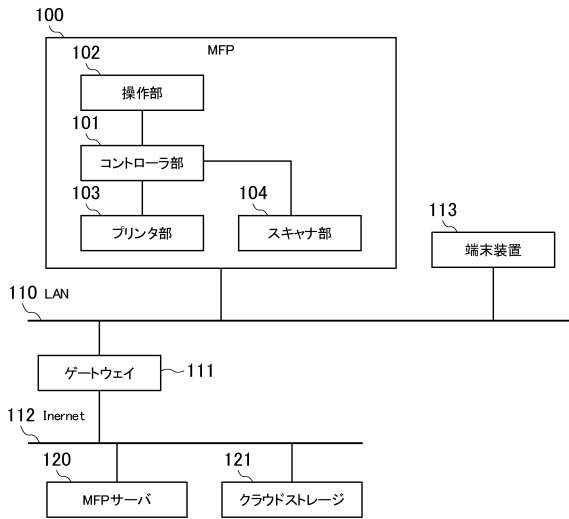 100
MFP
102
操作部
101
コントローラ部
103
プリンタ部
104
スキャナ部
113
端末装置
110 LAN
ゲートウェイ
111
112 Inernet
120
MFPサーバ
121
クラウドストレージ